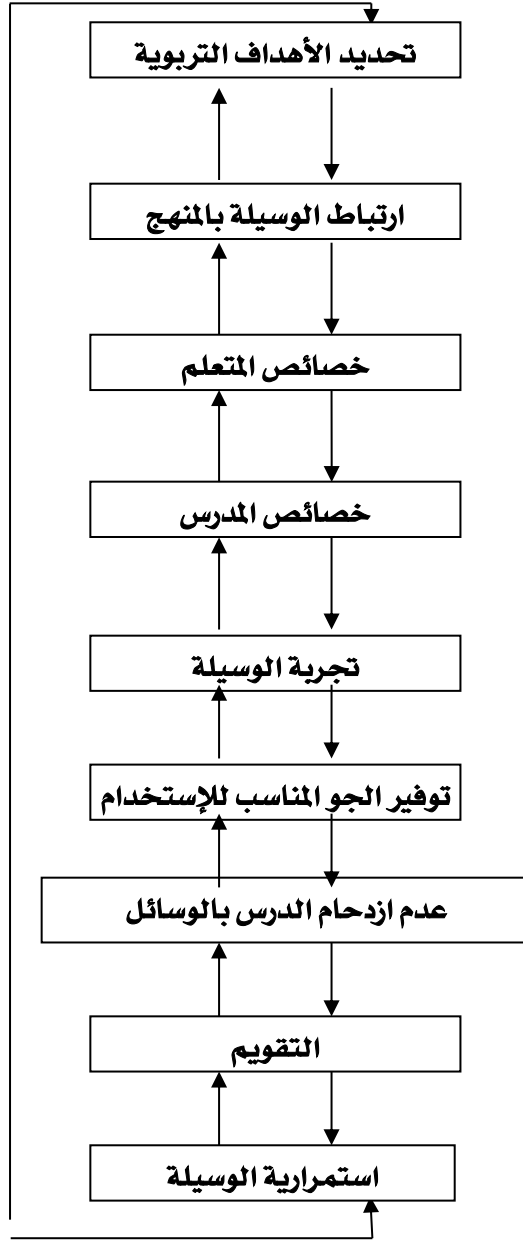 تحديد الأهداف التربوية
ارتباط الوسيلة بالمنهج
خصائص المتعلم
خصائص المدرس
تجربة الوسيلة
توفير الجو المناسب للإستخدام
عدم ازدحام الدرس بالوسائل
التقويم
استمرارية الوسيلة